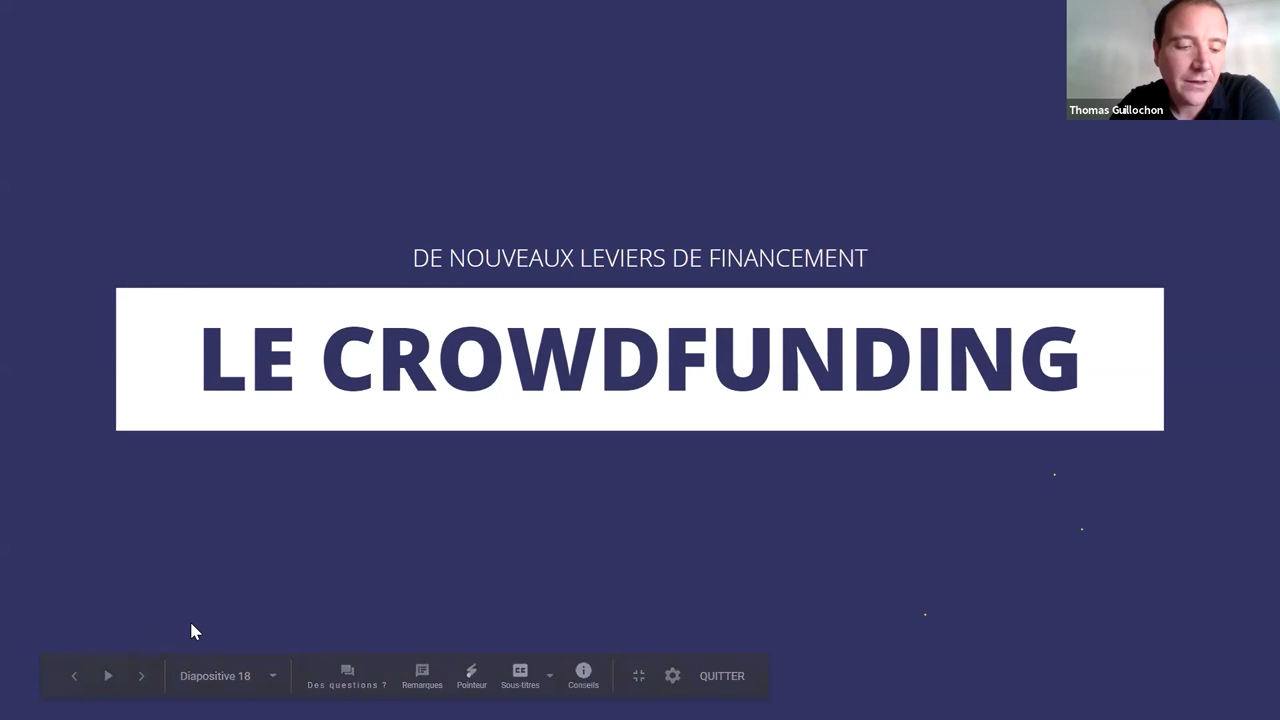 Thomas Guillochon
DE NOUVEAUX LEVIERS DE FINANCEMENT
LE CROWDFUNDING
Diapositive 18
Des questions ?
Remarques
Pointeur
Sous-titres
Conseils
QUITTER